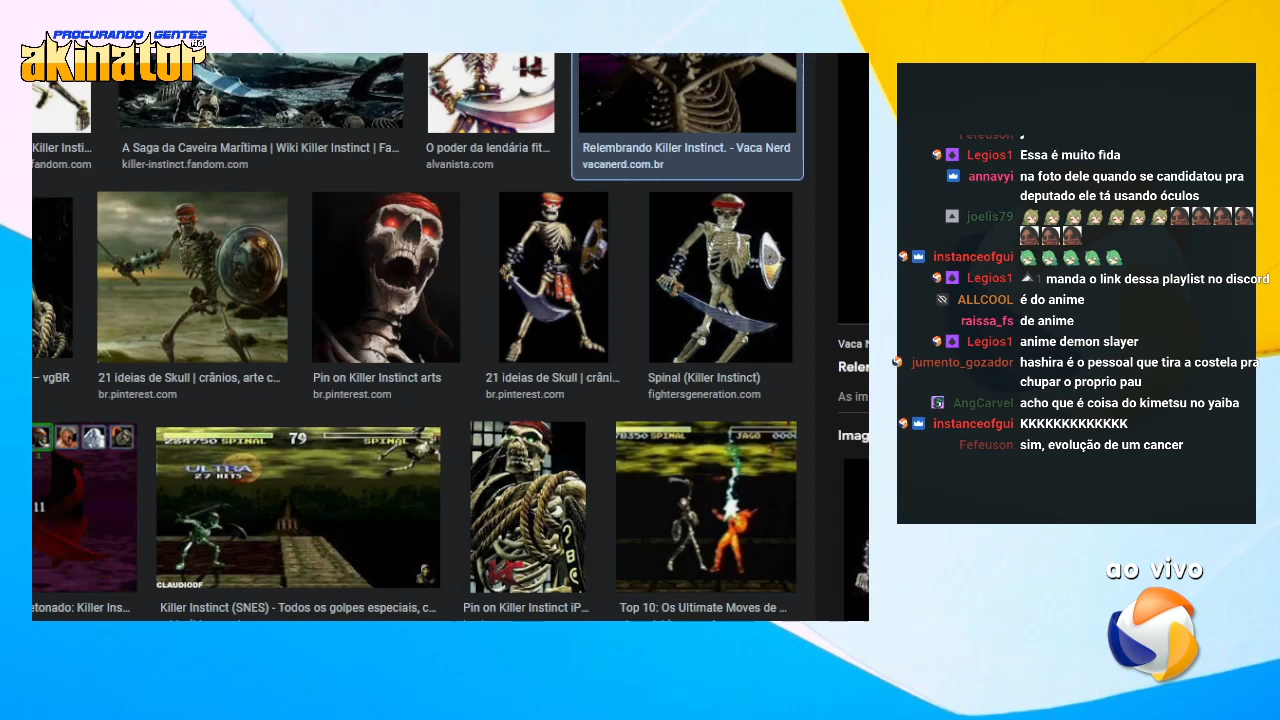 PROCURANDO GENTES
NO
akinator
Killer Insti...
fandom.com
A Saga da Caveira Marítima | Wiki Killer Instinct | Fa...
killer-instinct.fandom.com
O poder da lendária fit...
alvanista.com
Relembrando Killer Instinct. - Vaca Nerd
vacanerd.com.br
– vgBR
21 ideias de Skull | crânios, arte c...
br.pinterest.com
Pin on Killer Instinct arts
br.pinterest.com
21 ideias de Skull | crâni...
br.pinterest.com
Spinal (Killer Instinct)
fightersgeneration.com
Vaca N
Relen
As im
Imag
1
11
SPINAL 79 SPINAL
ULTRA
27 HITS
CLAUDIODF
78350 SPINAL JAGO
etonado: Killer Ins...
Killer Instinct (SNES) - Todos os golpes especiais, c...
Pin on Killer Instinct iP...
Top 10: Os Ultimate Moves de ...
Legios1 Essa é muito fida
annavyi na foto dele quando se candidatou pra
deputado ele tá usando óculos
joelis79
instanceofgui
Legios1 1 manda o link dessa playlist no discord
ALLCOOL é do anime
raissa_fs de anime
Legios1 anime demon slayer
jumento_gozador hashira é o pessoal que tira a costela pra
chupar o proprio pau
AngCarvel acho que é coisa do kimetsu no yaiba
instanceofgui KKKKKKKKKKKKK
Fefeuson sim, evolução de um cancer
ao vivo